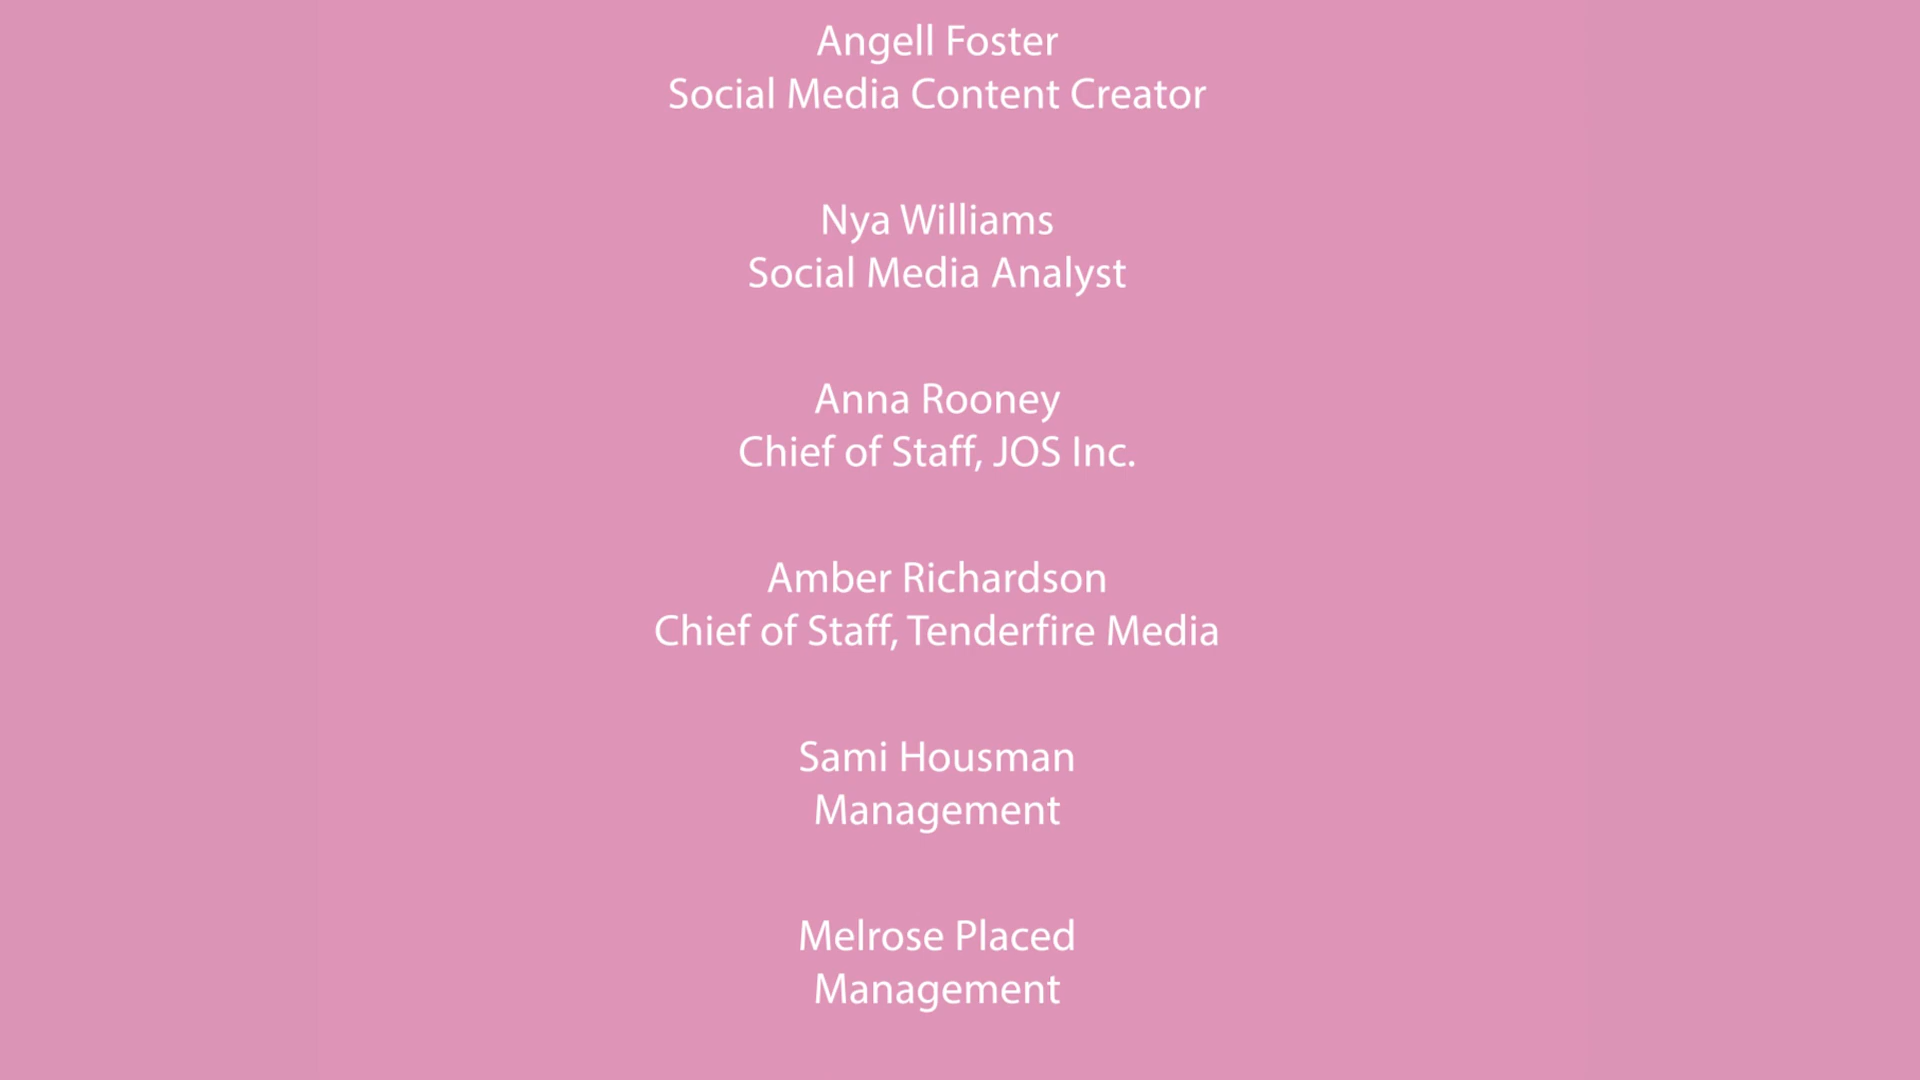 Angell Foster
Social Media Content Creator
Nya Williams
Social Media Analyst
Anna Rooney
Chief of Staff, JOS Inc.
Amber Richardson
Chief of Staff, Tenderfire Media
Sami Housman
Management
Melrose Placed
Management